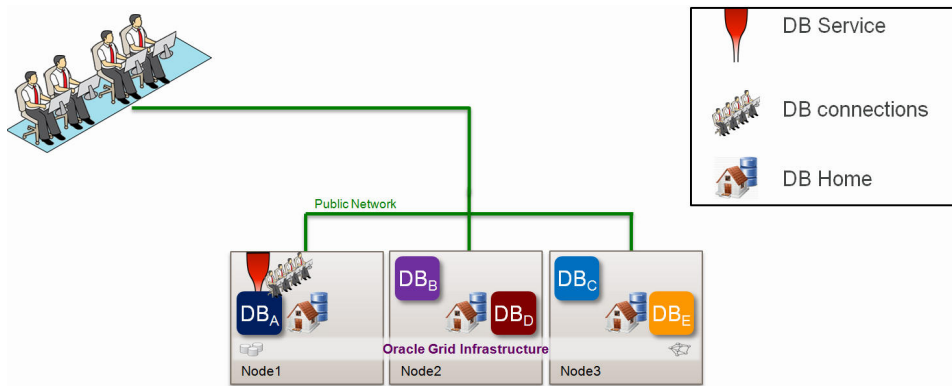 DB Service
DB connections
DB Home
Public Network
DBA
DBB
DBD
DBC
DBE
Oracle Grid Infrastructure
Node1
Node2
Node3